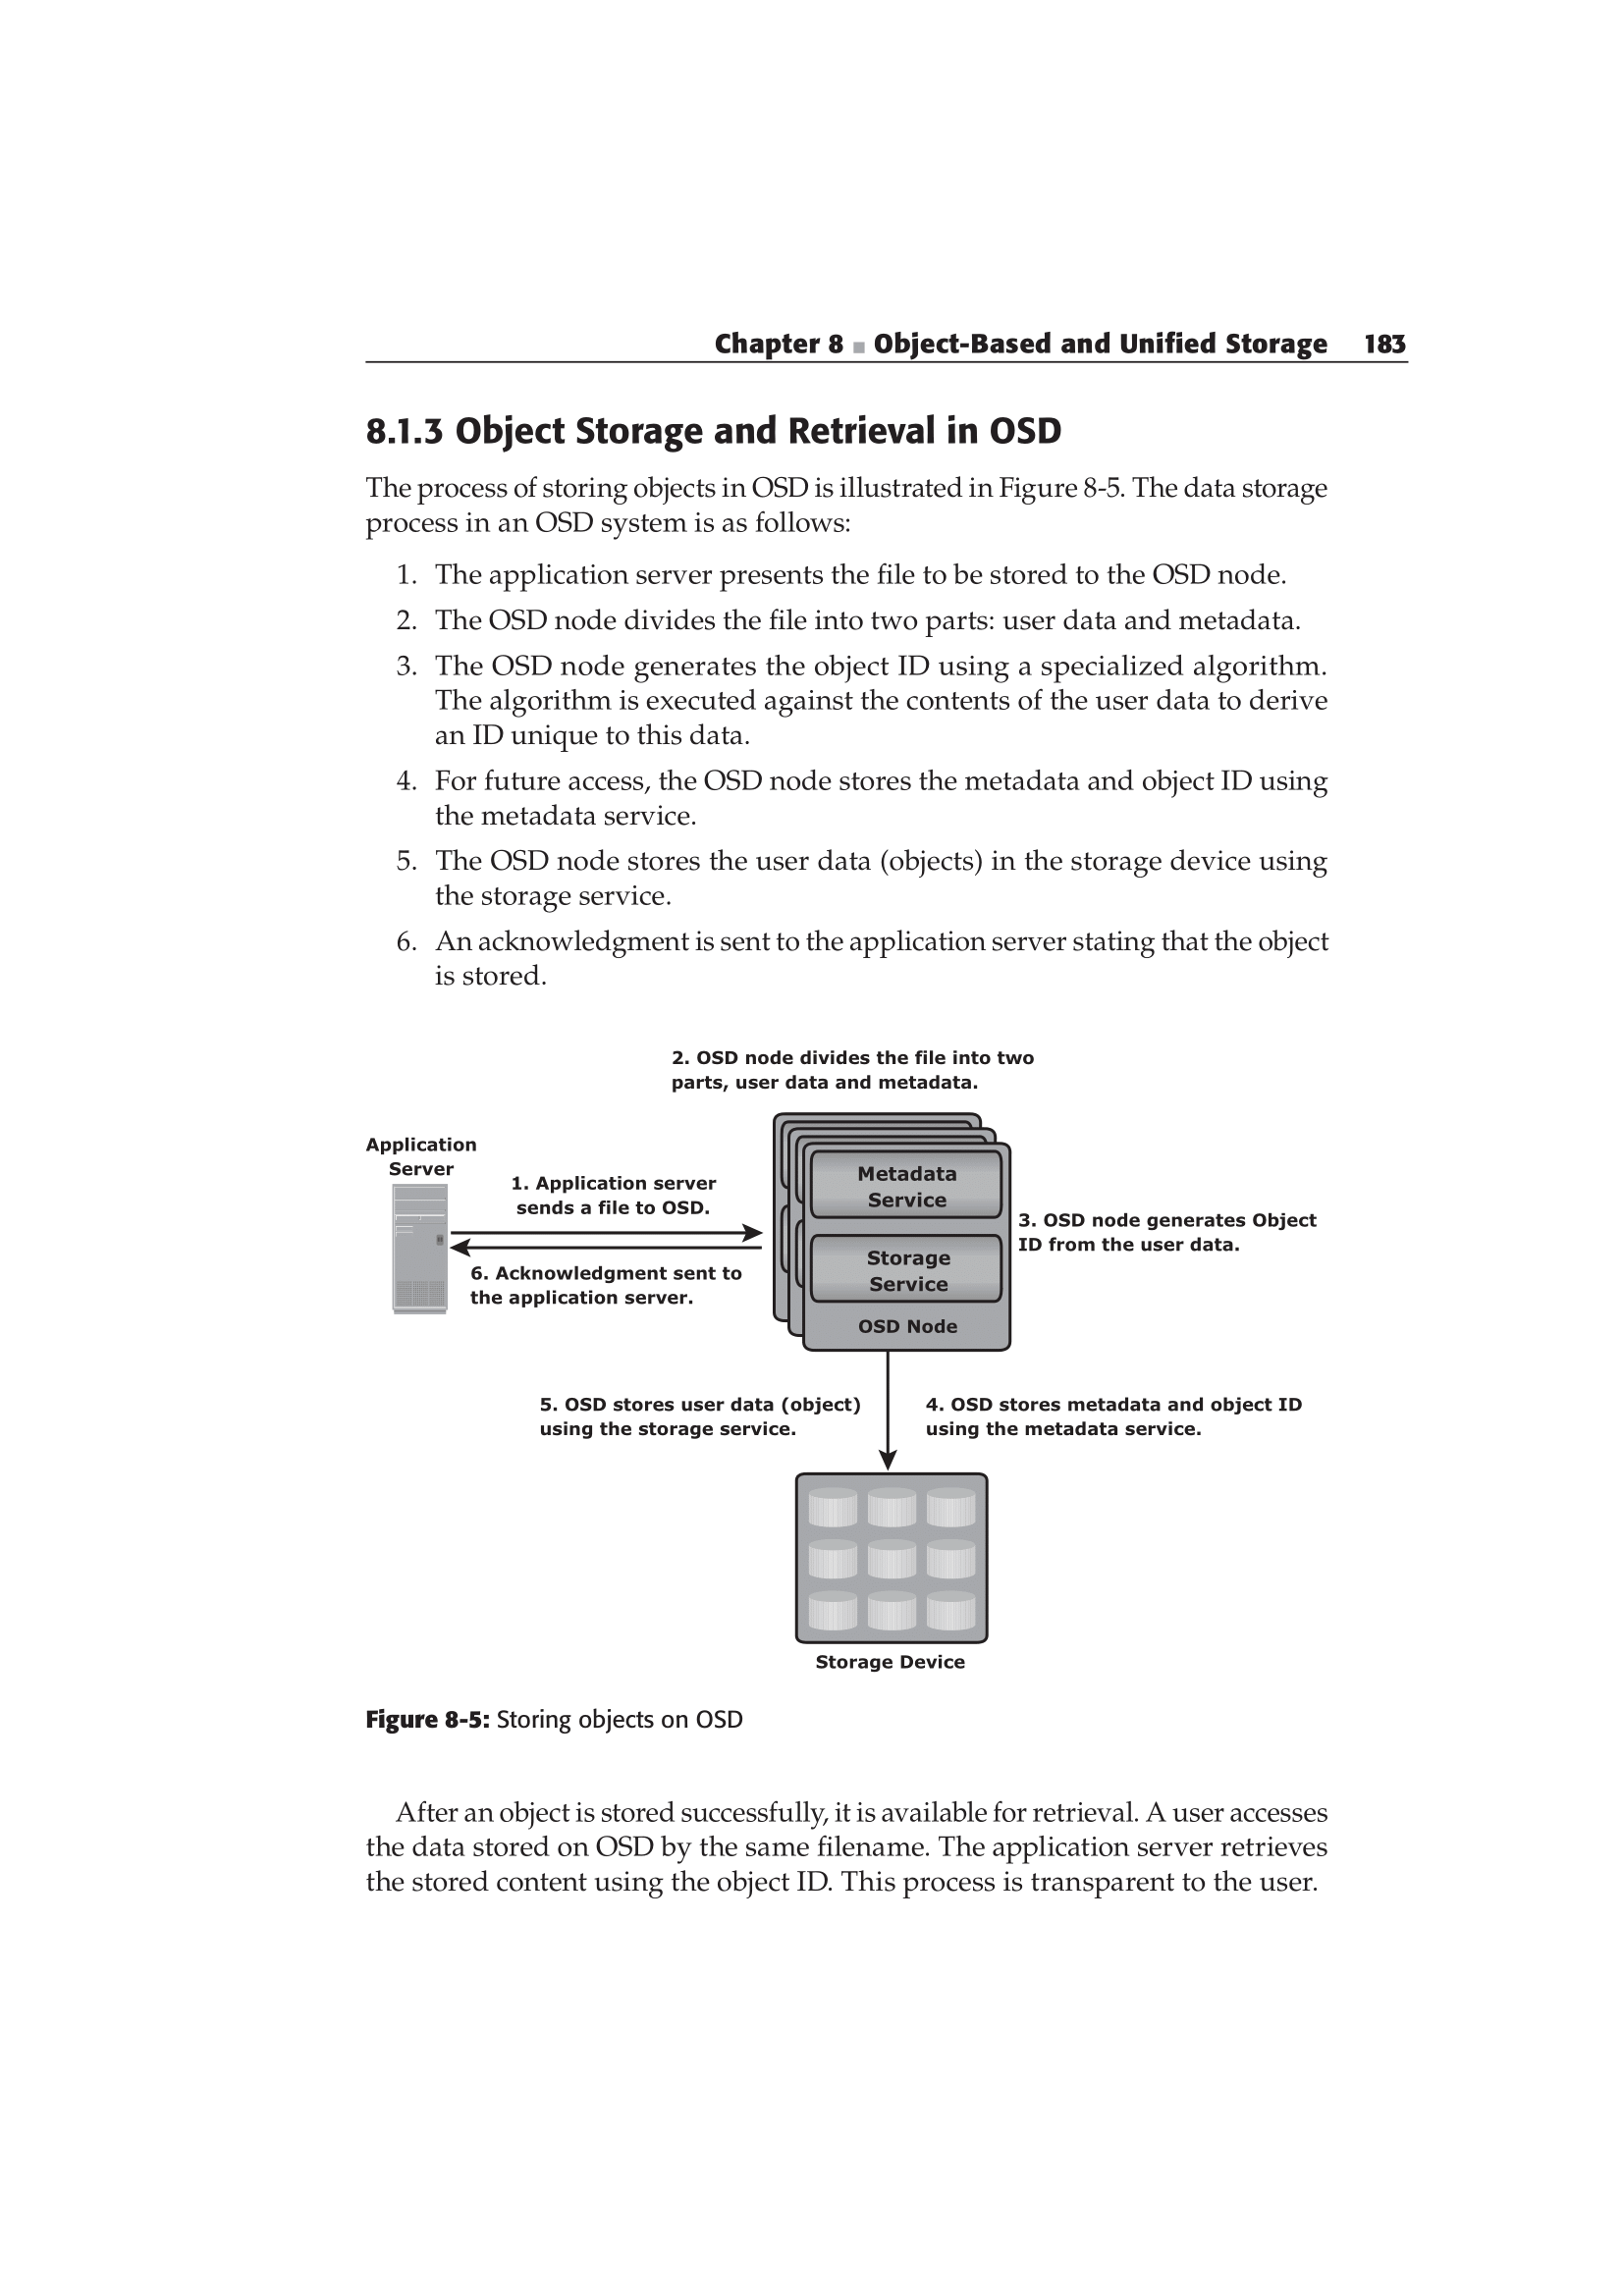 Chapter 8 ■ Object-Based and Unified Storage 183
8.1.3 Object Storage and Retrieval in OSD
The process of storing objects in OSD is illustrated in Figure 8-5. The data storage
process in an OSD system is as follows:
1. The application server presents the file to be stored to the OSD node.
2. The OSD node divides the file into two parts: user data and metadata.
3. The OSD node generates the object ID using a specialized algorithm.
The algorithm is executed against the contents of the user data to derive
an ID unique to this data.
4. For future access, the OSD node stores the metadata and object ID using
the metadata service.
5. The OSD node stores the user data (objects) in the storage device using
the storage service.
6. An acknowledgment is sent to the application server stating that the object
is stored.
2. OSD node divides the file into two
parts, user data and metadata.
Application
Server
1. Application server
sends a file to OSD.
6. Acknowledgment sent to
the application server.
Metadata
Service
Storage
Service
OSD Node
3. OSD node generates Object
ID from the user data.
5. OSD stores user data (object)
using the storage service.
4. OSD stores metadata and object ID
using the metadata service.
Storage Device
Figure 8-5: Storing objects on OSD
After an object is stored successfully, it is available for retrieval. A user accesses
the data stored on OSD by the same filename. The application server retrieves
the stored content using the object ID. This process is transparent to the user.